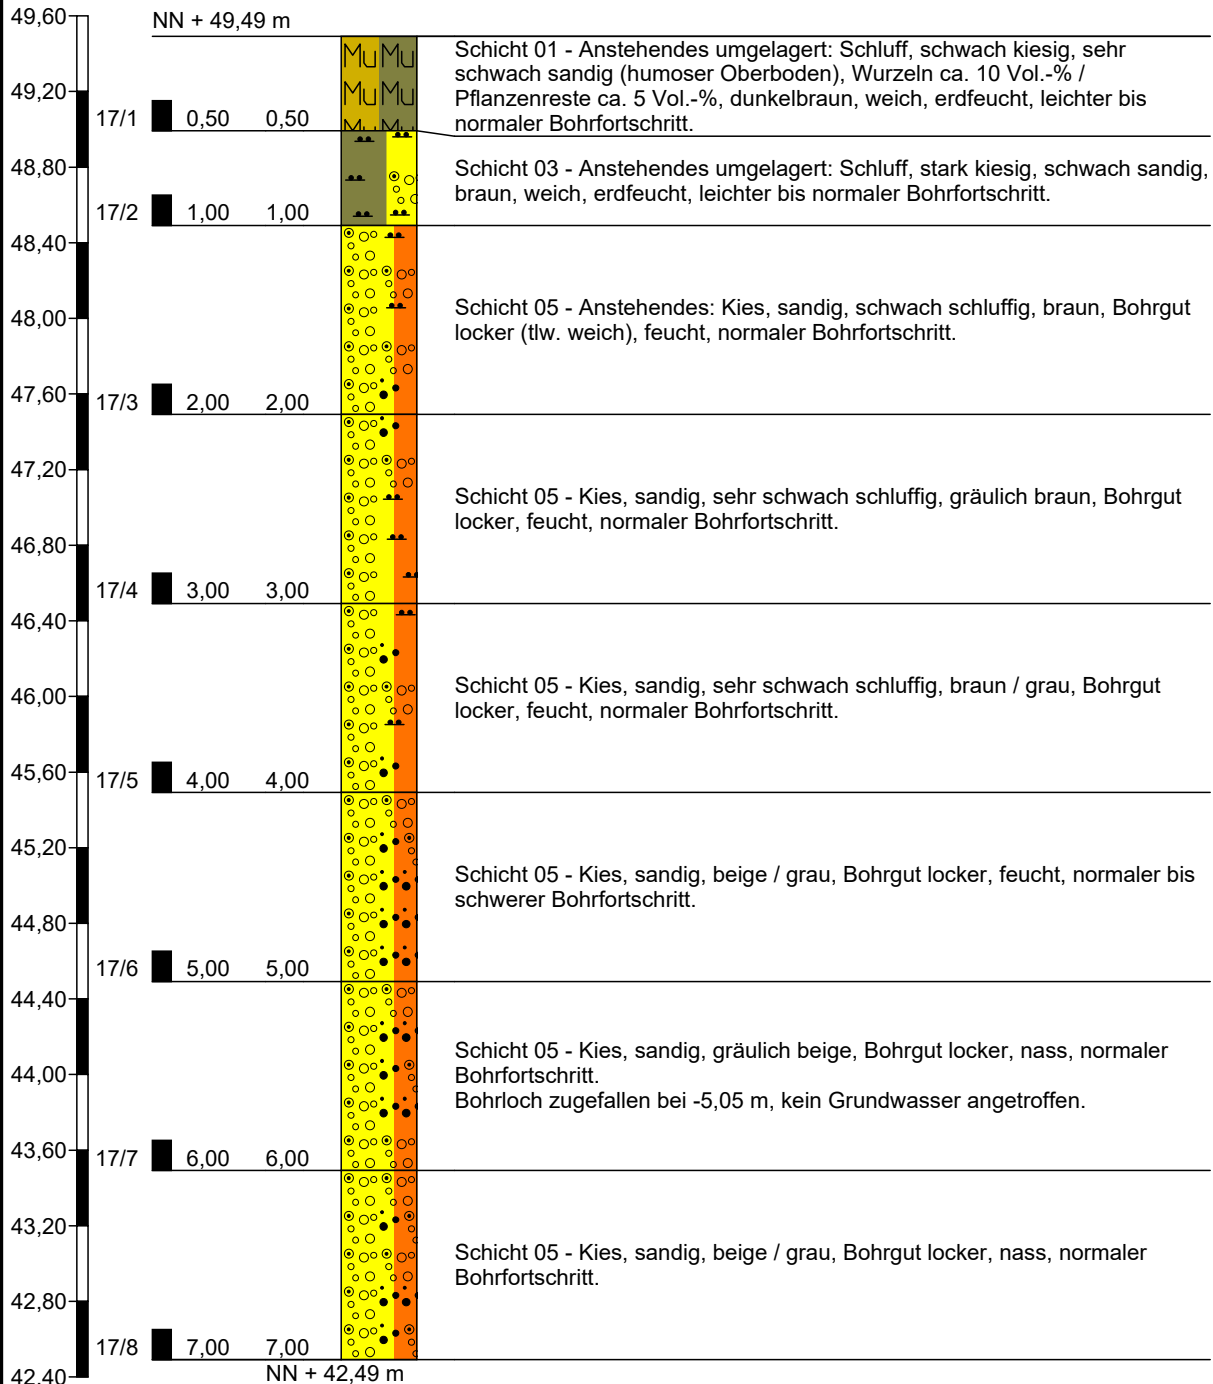 49,60
NN + 49,49 m
Mu Mu
Mu Mu
Mu Mu
Schicht 01 - Anstehendes umgelagert: Schluff, schwach kiesig, sehr
schwach sandig (humoser Oberboden), Wurzeln ca. 10 Vol.-% /
Pflanzenreste ca. 5 Vol.-%, dunkelbraun, weich, erdfeucht, leichter bis
normaler Bohrfortschritt.
49,20
17/1 0,50 0,50
48,80
Schicht 03 - Anstehendes umgelagert: Schluff, stark kiesig, schwach sandig,
braun, weich, erdfeucht, leichter bis normaler Bohrfortschritt.
17/2 1,00 1,00
48,40
48,00
Schicht 05 - Anstehendes: Kies, sandig, schwach schluffig, braun, Bohrgut
locker (tlw. weich), feucht, normaler Bohrfortschritt.
47,60
17/3 2,00 2,00
47,20
Schicht 05 - Kies, sandig, sehr schwach schluffig, gräulich braun, Bohrgut
locker, feucht, normaler Bohrfortschritt.
46,80
17/4 3,00 3,00
46,40
46,00
Schicht 05 - Kies, sandig, sehr schwach schluffig, braun / grau, Bohrgut
locker, feucht, normaler Bohrfortschritt.
45,60
17/5 4,00 4,00
45,20
Schicht 05 - Kies, sandig, beige / grau, Bohrgut locker, feucht, normaler bis
schwerer Bohrfortschritt.
44,80
17/6 5,00 5,00
44,40
44,00
Schicht 05 - Kies, sandig, gräulich beige, Bohrgut locker, nass, normaler
Bohrfortschritt.
Bohrloch zugefallen bei -5,05 m, kein Grundwasser angetroffen.
43,60
17/7 6,00 6,00
43,20
Schicht 05 - Kies, sandig, beige / grau, Bohrgut locker, nass, normaler
Bohrfortschritt.
42,80
17/8 7,00 7,00
42,40
NN + 42,49 m